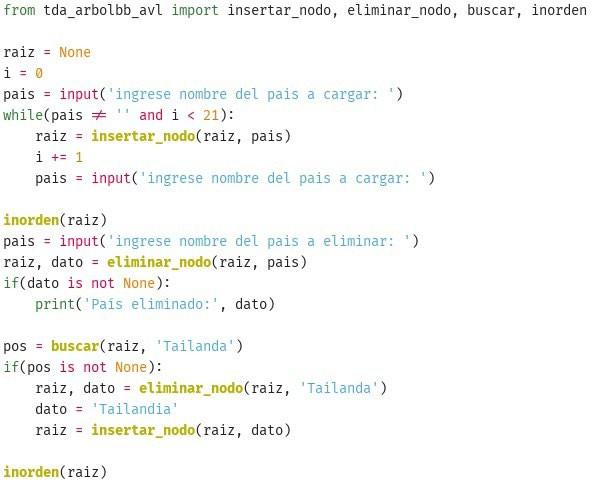 from tda_arbolbb_avl import insertar_nodo, eliminar_nodo, buscar, inorden
raiz = None
i = 0
pais = input('ingrese nombre del pais a cargar: ')
while(pais ≠ '' and i < 21):
    raiz = insertar_nodo(raiz, pais)
    i += 1
    pais = input('ingrese nombre del pais a cargar: ')
inorden(raiz)
pais = input('ingrese nombre del pais a eliminar: ')
raiz, dato = eliminar_nodo(raiz, pais)
if(dato is not None):
    print('País eliminado:', dato)
pos = buscar(raiz, 'Tailanda')
if(pos is not None):
    raiz, dato = eliminar_nodo(raiz, 'Tailanda')
    dato = 'Tailandia'
    raiz = insertar_nodo(raiz, dato)
inorden(raiz)